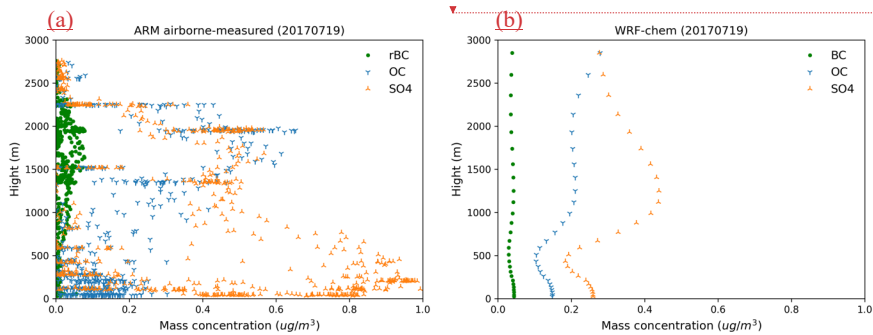 (a)
ARM airborne-measured (20170719)
3000
2500
2000
1500
1000
500
0
Hight (m)
rBC
OC
SO4
0.0 0.2 0.4 0.6 0.8 1.0
Mass concentration (ug/m³)
(b)
WRF-chem (20170719)
3000
2500
2000
1500
1000
500
0
Hight (m)
BC
OC
SO4
0.0 0.2 0.4 0.6 0.8 1.0
Mass concentration (ug/m³)